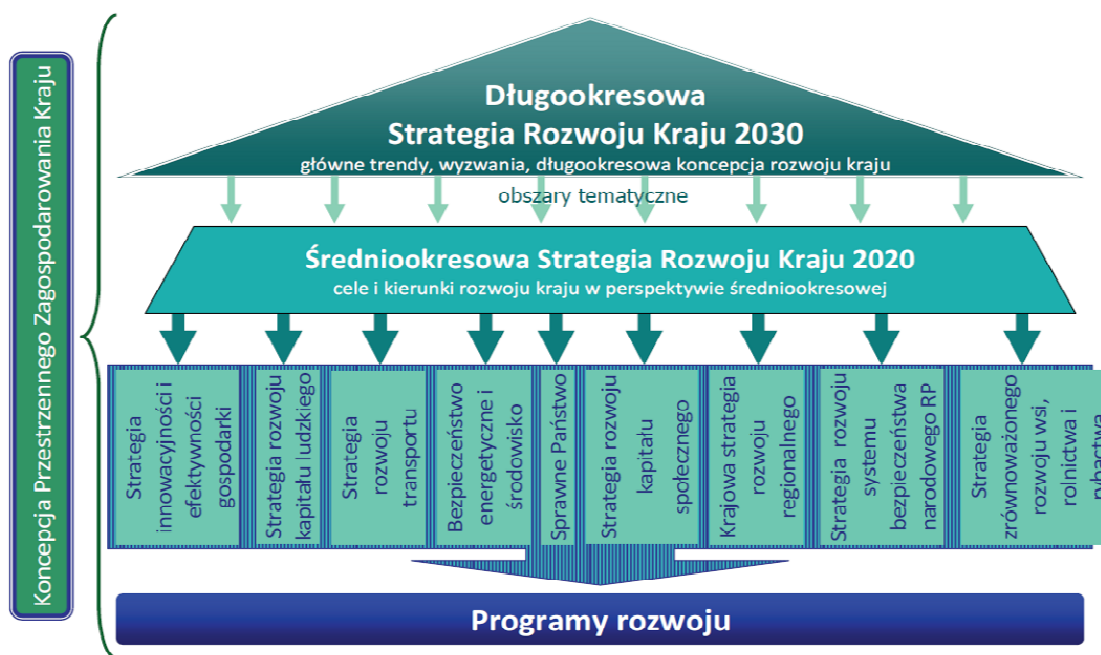 Koncepcja Przestrzennego Zagospodarowania Kraju
Długookresowa
Strategia Rozwoju Kraju 2030
główne trendy, wyzwania, długookresowa koncepcja rozwoju kraju
obszary tematyczne
Średniookresowa Strategia Rozwoju Kraju 2020
cele i kierunki rozwoju kraju w perspektywie średniookresowej
Strategia
innowacyjności i
efektywności
gospodarki
Strategia rozwoju
kapitału ludzkiego
Strategia
rozwoju
transportu
Bezpieczeństwo
energetyczne i
środowisko
Sprawne Państwo
Strategia rozwoju
kapitału
społecznego
Krajowa strategia
rozwoju
regionalnego
Strategia rozwoju
systemu
bezpieczeństwa
narodowego RP
Strategia
zrównoważonego
rozwoju wsi,
rolnictwa i
rybactwa
Programy rozwoju